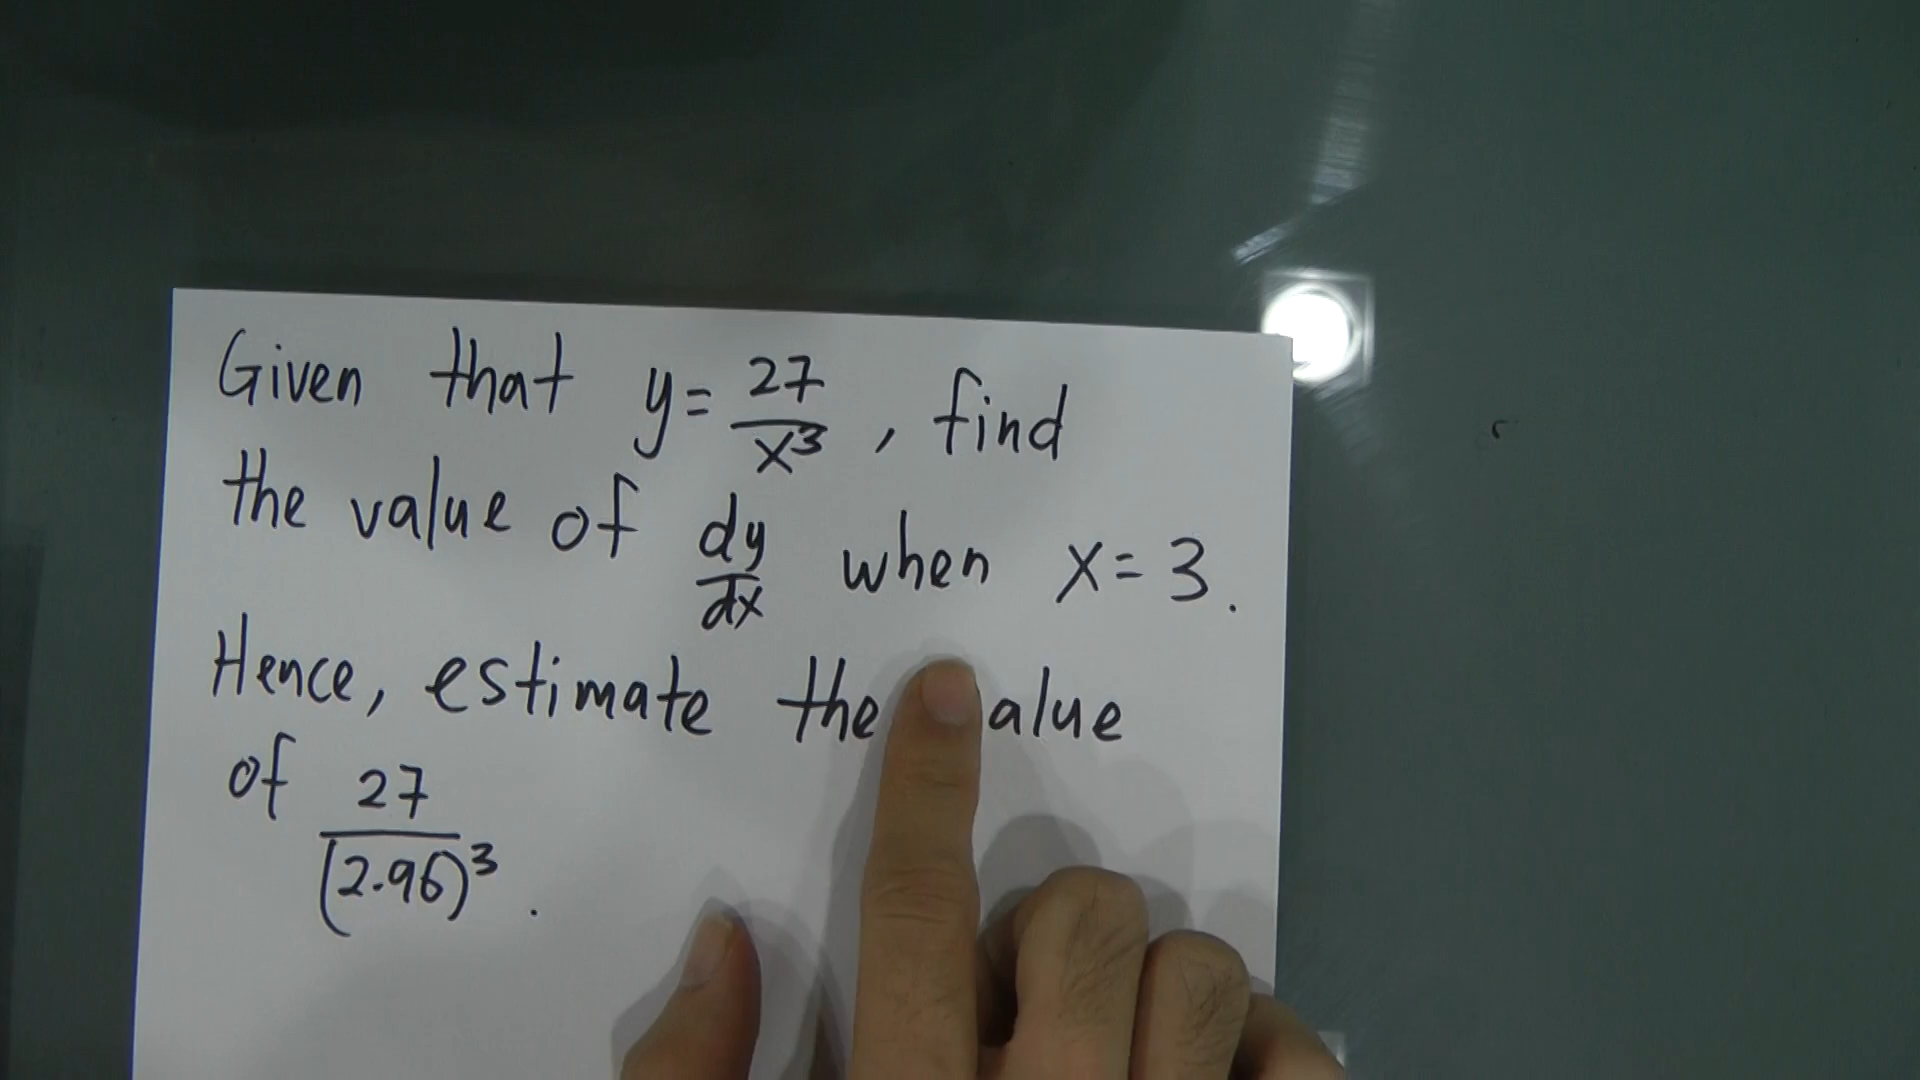 Given that y = 27/x³, find
the value of dy/dx when x = 3.
Hence, estimate the alue
of 27/(2.96)³.